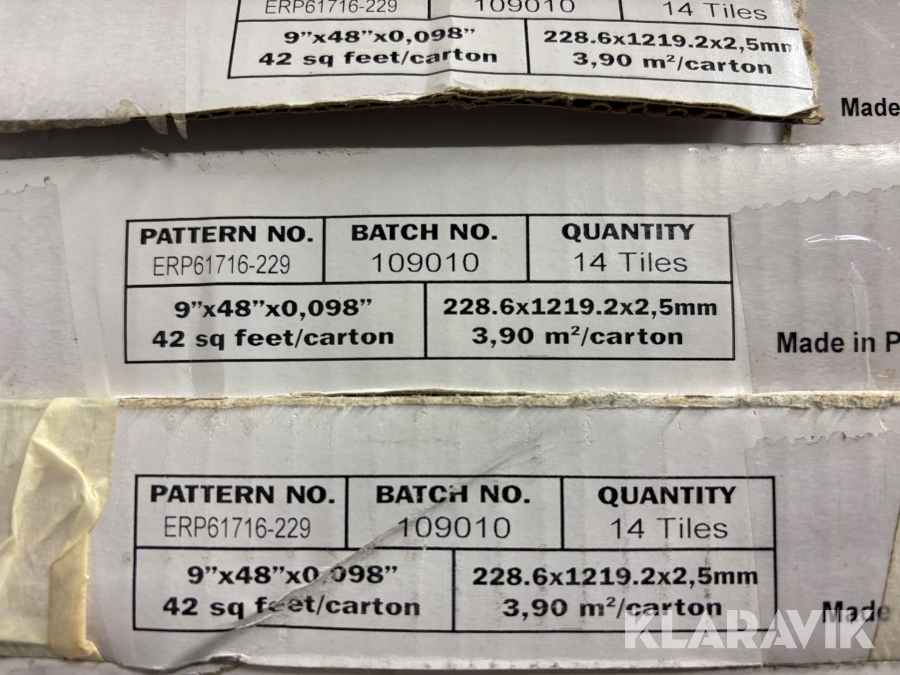 ERP61716-229 109010 14 Tiles
9”x48”x0,098” 228.6x1219.2x2,5mm
42 sq feet/carton 3,90 m²/carton
Made
PATTERN NO. BATCH NO. QUANTITY
ERP61716-229 109010 14 Tiles
9”x48”x0,098” 228.6x1219.2x2,5mm
42 sq feet/carton 3,90 m²/carton
Made in P
PATTERN NO. BATCH NO. QUANTITY
ERP61716-229 109010 14 Tiles
9”x48”x0,098” 228.6x1219.2x2,5mm
42 sq feet/carton 3,90 m²/carton
Made
KLARAVIK